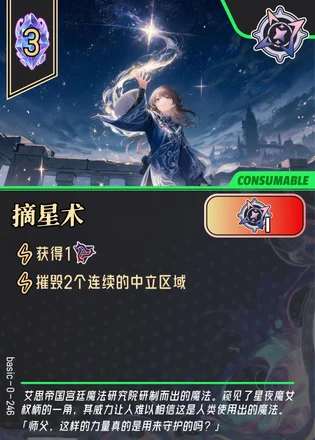 3
CONSUMABLE
摘星术
1
获得1
摧毁2个连续的中立区域
basic-0-246
艾思帝国宫廷魔法研究院研制而出的魔法。窥见了星夜魔女
权柄的一角，其威力让人难以相信这是人类使用出的魔法。
「师父，这样的力量真的是用来守护的吗？」